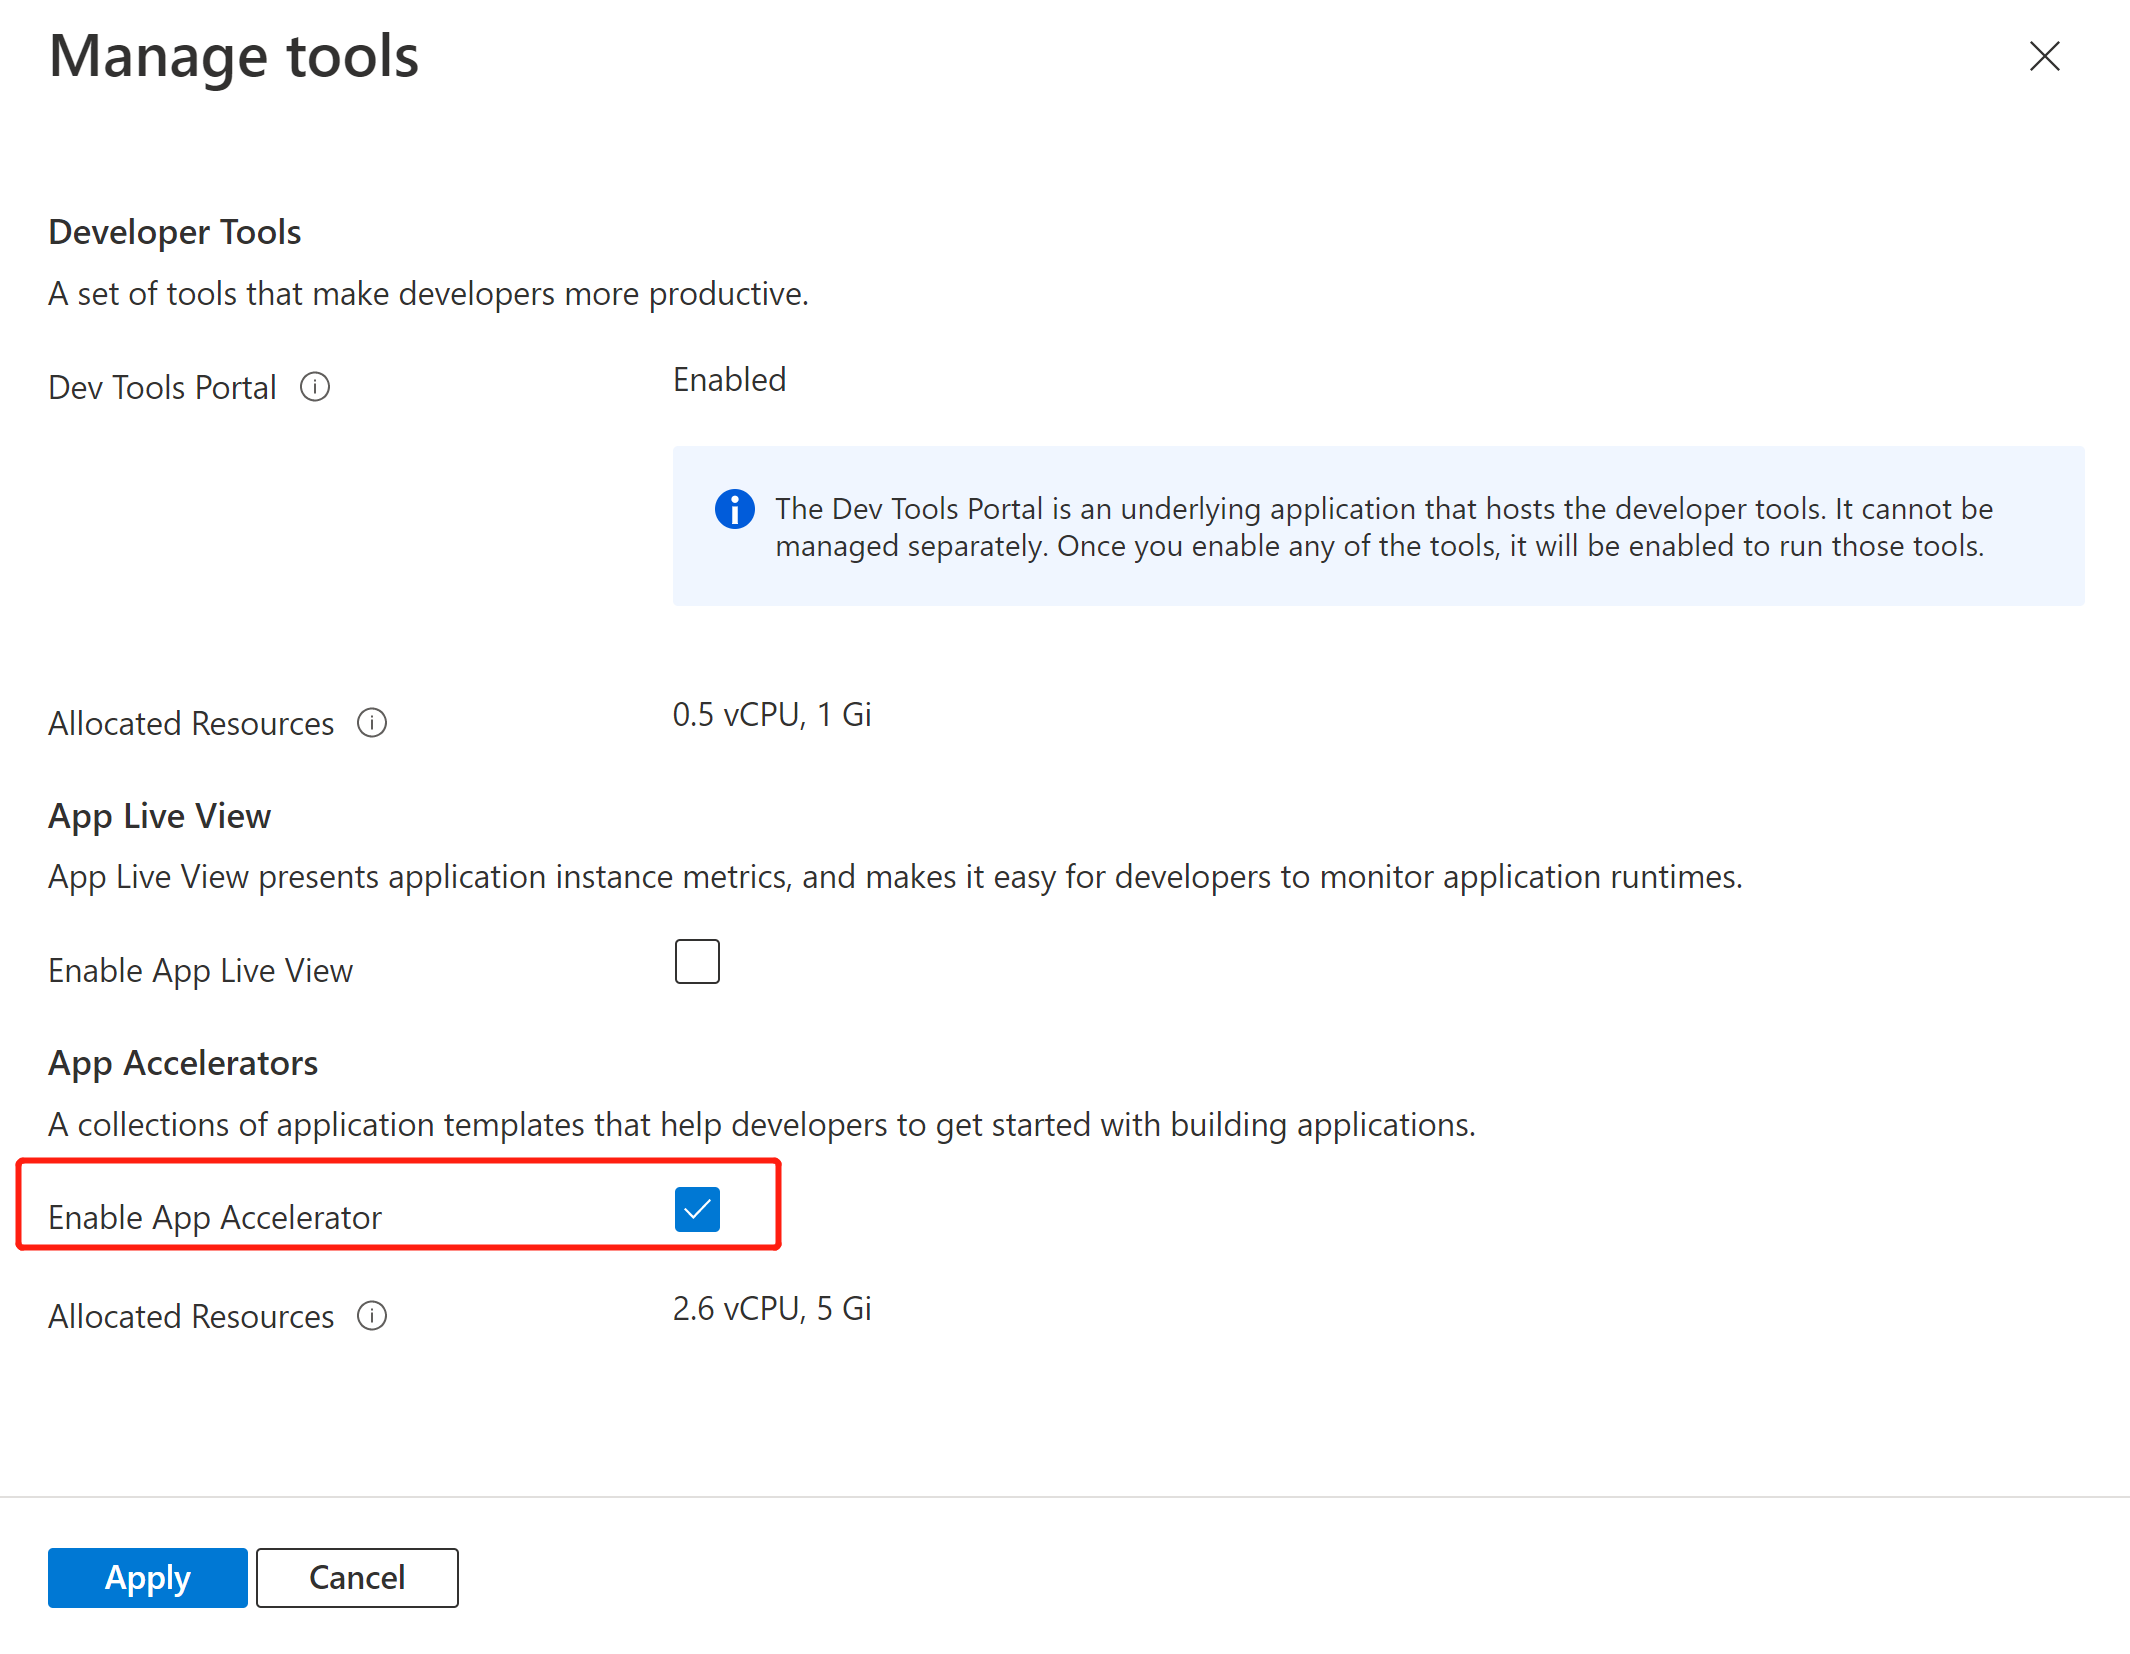 Manage tools
Developer Tools
A set of tools that make developers more productive.
Dev Tools Portal
Enabled
The Dev Tools Portal is an underlying application that hosts the developer tools. It cannot be
managed separately. Once you enable any of the tools, it will be enabled to run those tools.
Allocated Resources
0.5 vCPU, 1 Gi
App Live View
App Live View presents application instance metrics, and makes it easy for developers to monitor application runtimes.
Enable App Live View
App Accelerators
A collections of application templates that help developers to get started with building applications.
Enable App Accelerator
Allocated Resources
2.6 vCPU, 5 Gi
Apply
Cancel